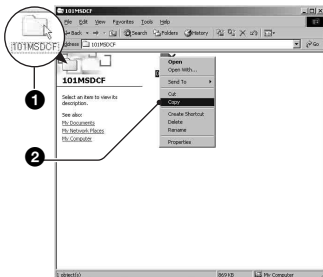 101MSDCF
File Edit View Favorites Tools Help
Back Search Folders History
Address 101MSDCF Go
101MSDCF
1
101MSDCF
Select an item to view its
description.
See also:
My Documents
My Network Places
My Computer
2
Open
Open With...
Send To
Cut
Copy
Create Shortcut
Delete
Rename
Properties
1 object(s) 869 KB My Computer